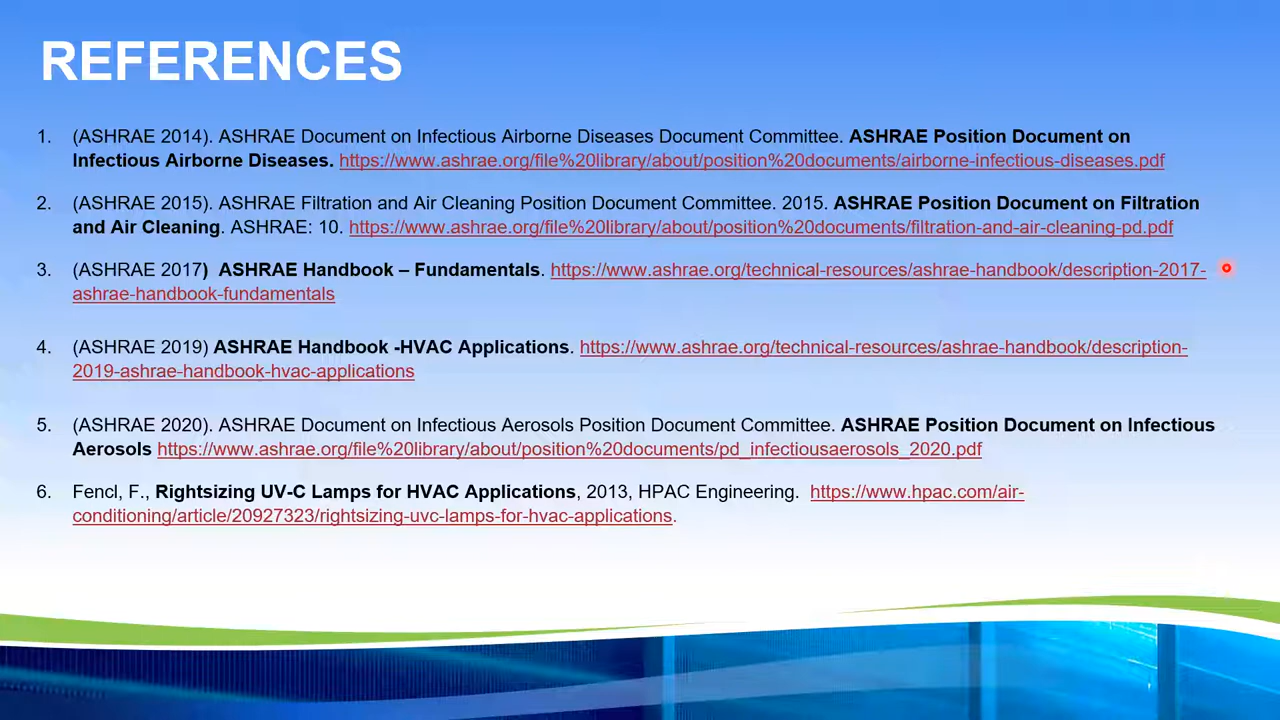 REFERENCES
1. (ASHRAE 2014). ASHRAE Document on Infectious Airborne Diseases Document Committee. ASHRAE Position Document on
Infectious Airborne Diseases. https://www.ashrae.org/file%20library/about/position%20documents/airborne-infectious-diseases.pdf
2. (ASHRAE 2015). ASHRAE Filtration and Air Cleaning Position Document Committee. 2015. ASHRAE Position Document on Filtration
and Air Cleaning. ASHRAE: 10. https://www.ashrae.org/file%20library/about/position%20documents/filtration-and-air-cleaning-pd.pdf
3. (ASHRAE 2017) ASHRAE Handbook – Fundamentals. https://www.ashrae.org/technical-resources/ashrae-handbook/description-2017-
ashrae-handbook-fundamentals
4. (ASHRAE 2019) ASHRAE Handbook -HVAC Applications. https://www.ashrae.org/technical-resources/ashrae-handbook/description-
2019-ashrae-handbook-hvac-applications
5. (ASHRAE 2020). ASHRAE Document on Infectious Aerosols Position Document Committee. ASHRAE Position Document on Infectious
Aerosols https://www.ashrae.org/file%20library/about/position%20documents/pd_infectiousaerosols_2020.pdf
6. Fencl, F., Rightsizing UV-C Lamps for HVAC Applications, 2013, HPAC Engineering. https://www.hpac.com/air-
conditioning/article/20927323/rightsizing-uvc-lamps-for-hvac-applications.